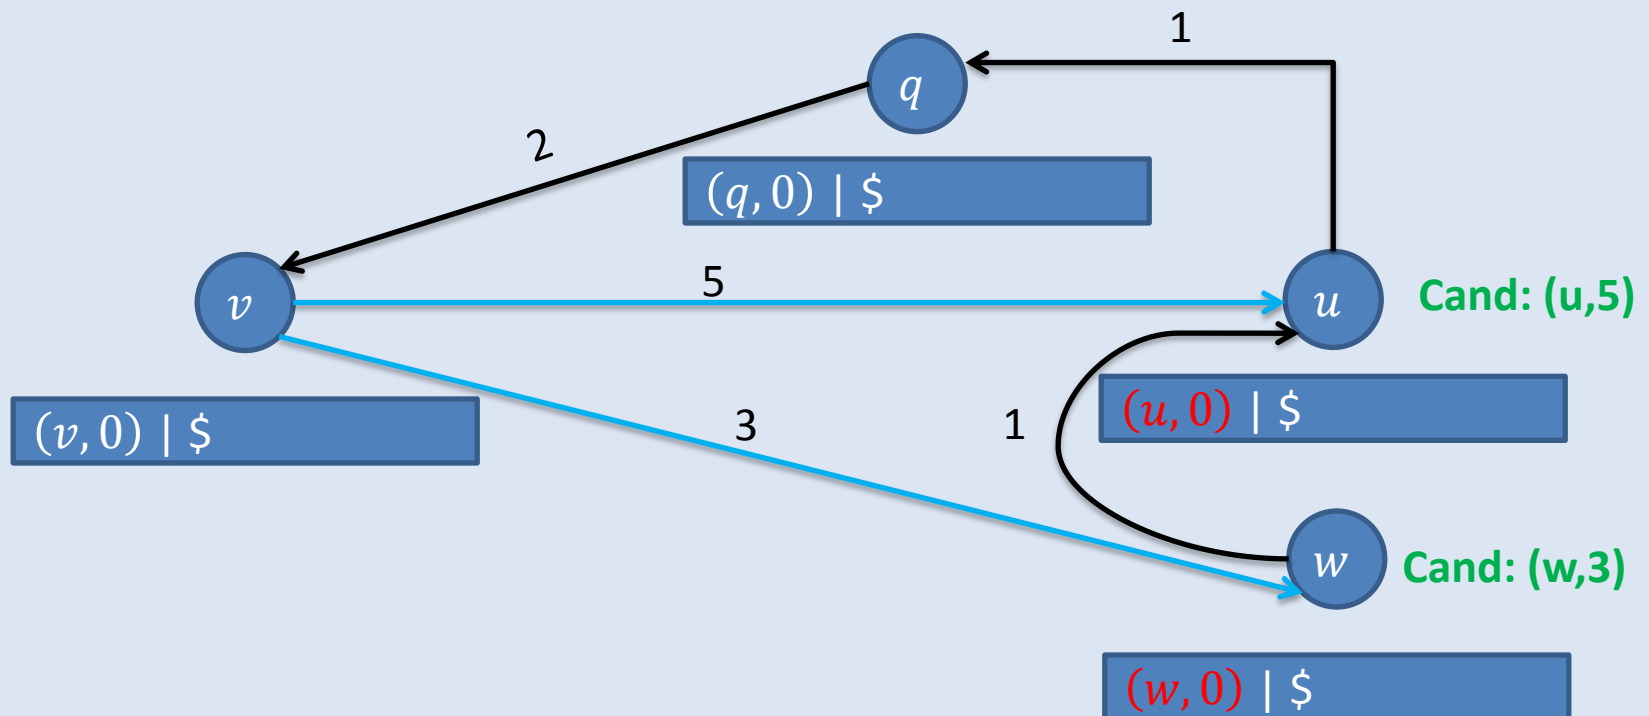 1
q
2
(q, 0) | $
5
v
u
Cand: (u,5)
(v, 0) | $
3
1
(u, 0) | $
w
Cand: (w,3)
(w, 0) | $